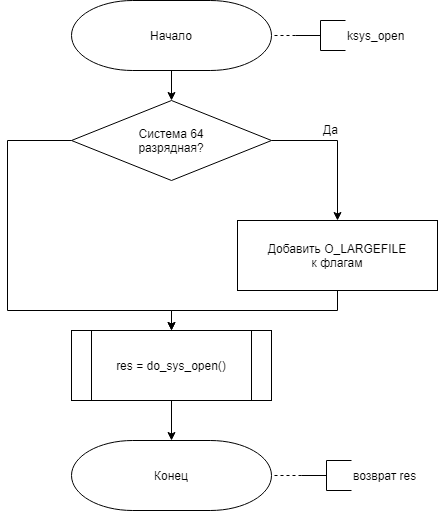 Начало
ksys_open
Система 64
разрядная?
Да
Добавить O_LARGEFILE
к флагам
res = do_sys_open()
Конец
возврат res